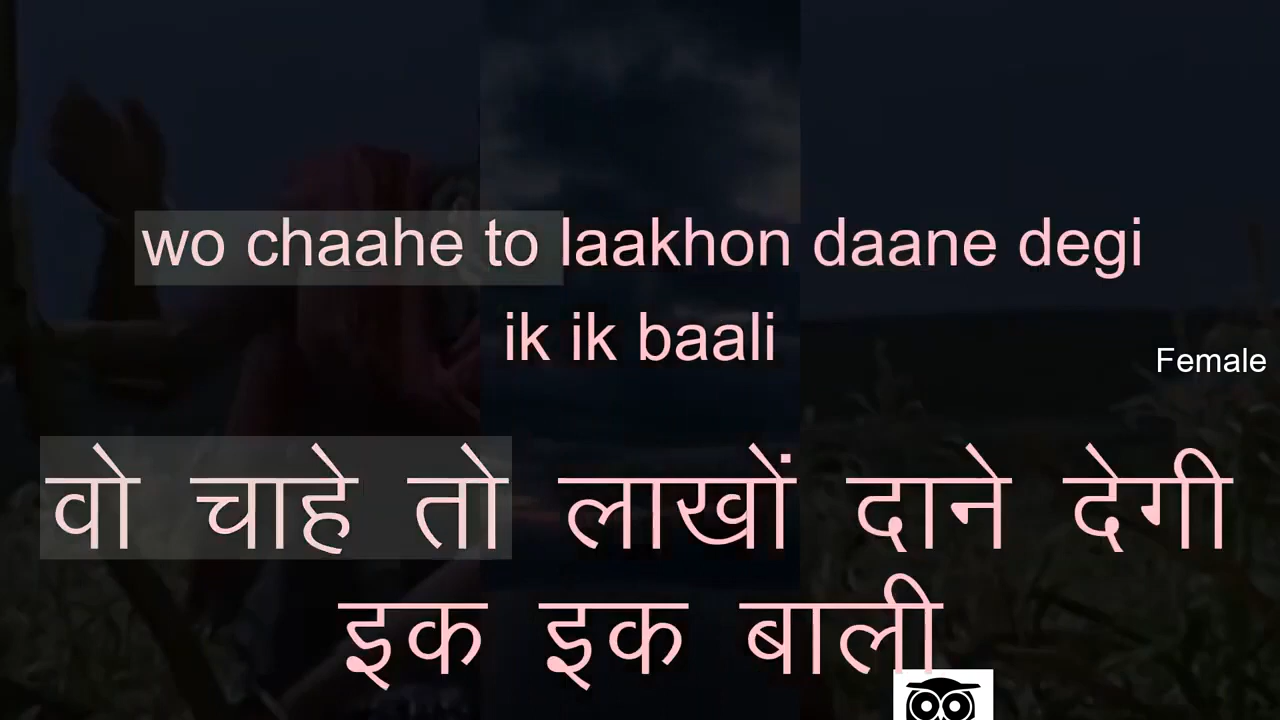 wo chaahe to laakhon daane degi
ik ik baali
Female
वो चाहे तो लाखों दाने देगी
इक इक बाली